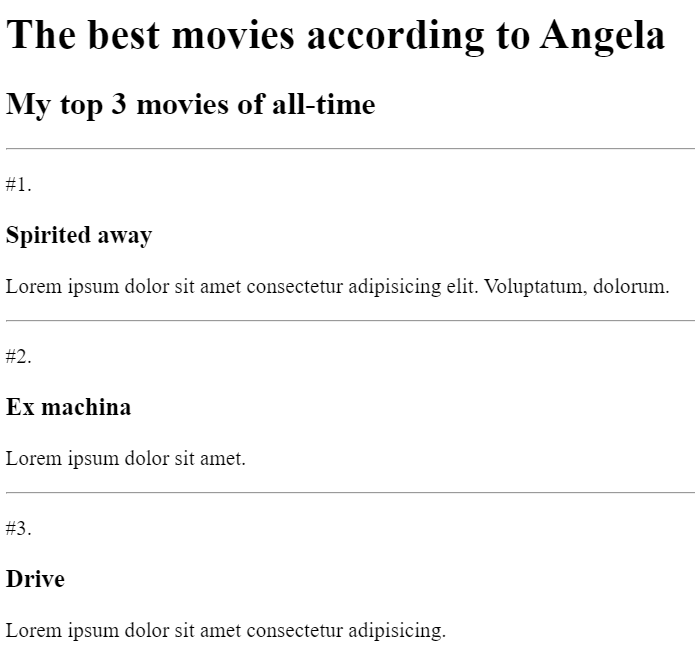 The best movies according to Angela
My top 3 movies of all-time
#1.
Spirited away
Lorem ipsum dolor sit amet consectetur adipisicing elit. Voluptatum, dolorum.
#2.
Ex machina
Lorem ipsum dolor sit amet.
#3.
Drive
Lorem ipsum dolor sit amet consectetur adipisicing.